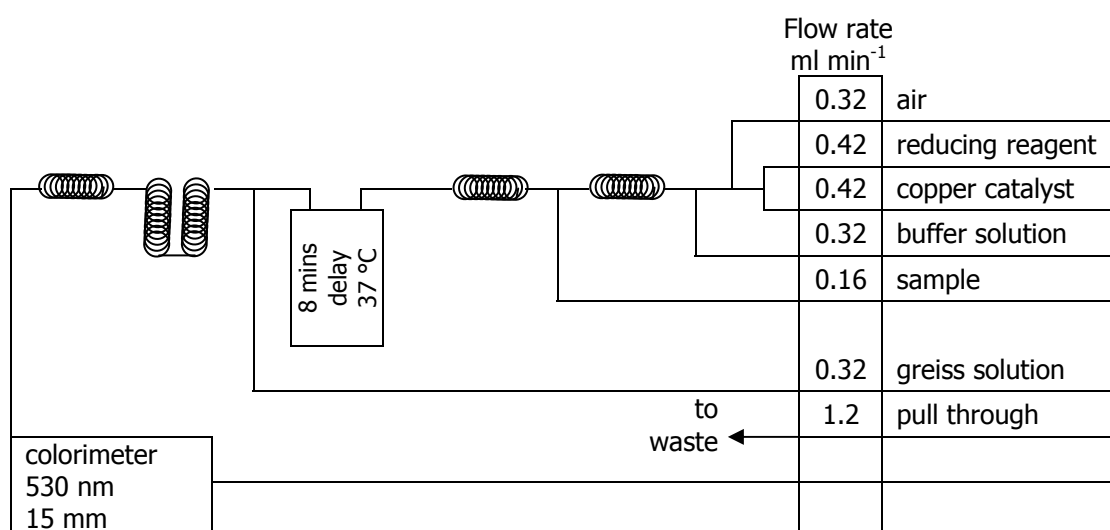 Flow rate
ml min-1
0.32 air
0.42 reducing reagent
0.42 copper catalyst
0.32 buffer solution
0.16 sample
8 mins
delay
37 °C
0.32 greiss solution
to
waste
1.2 pull through
colorimeter
530 nm
15 mm